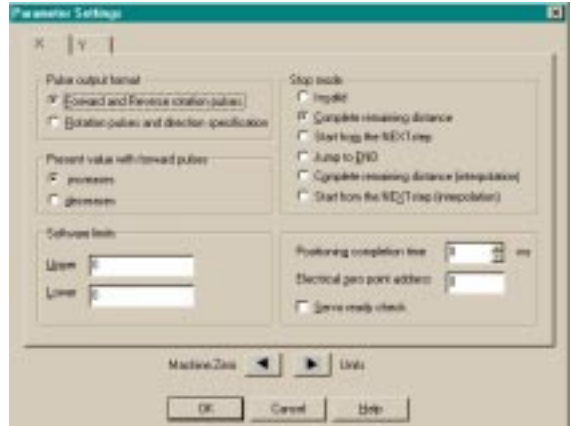 Parameter Settings
X Y
Pulse output format
Forward and Reverse rotation pulses
Rotation pulses and direction specification
Present value with forward pulses
increases
decreases
Software limits
Upper 0
Lower 0
Stop mode
Invalid
Complete remaining distance
Start from the NEXT step
Jump to END
Complete remaining distance (interpolation)
Start from the NEXT step (interpolation)
Positioning completion time 0 ms
Electrical zero point address 0
Servo ready check
Machine Zero Units
OK Cancel Help